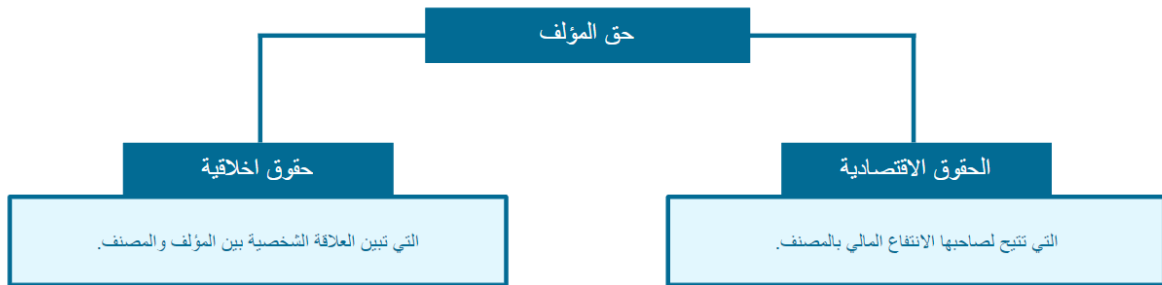 حق المؤلف
الحقوق الاقتصادية
التي تتيح لصاحبها الانتفاع المالي بالمصنف.
حقوق اخلاقية
التي تبين العلاقة الشخصية بين المؤلف والمصنف.